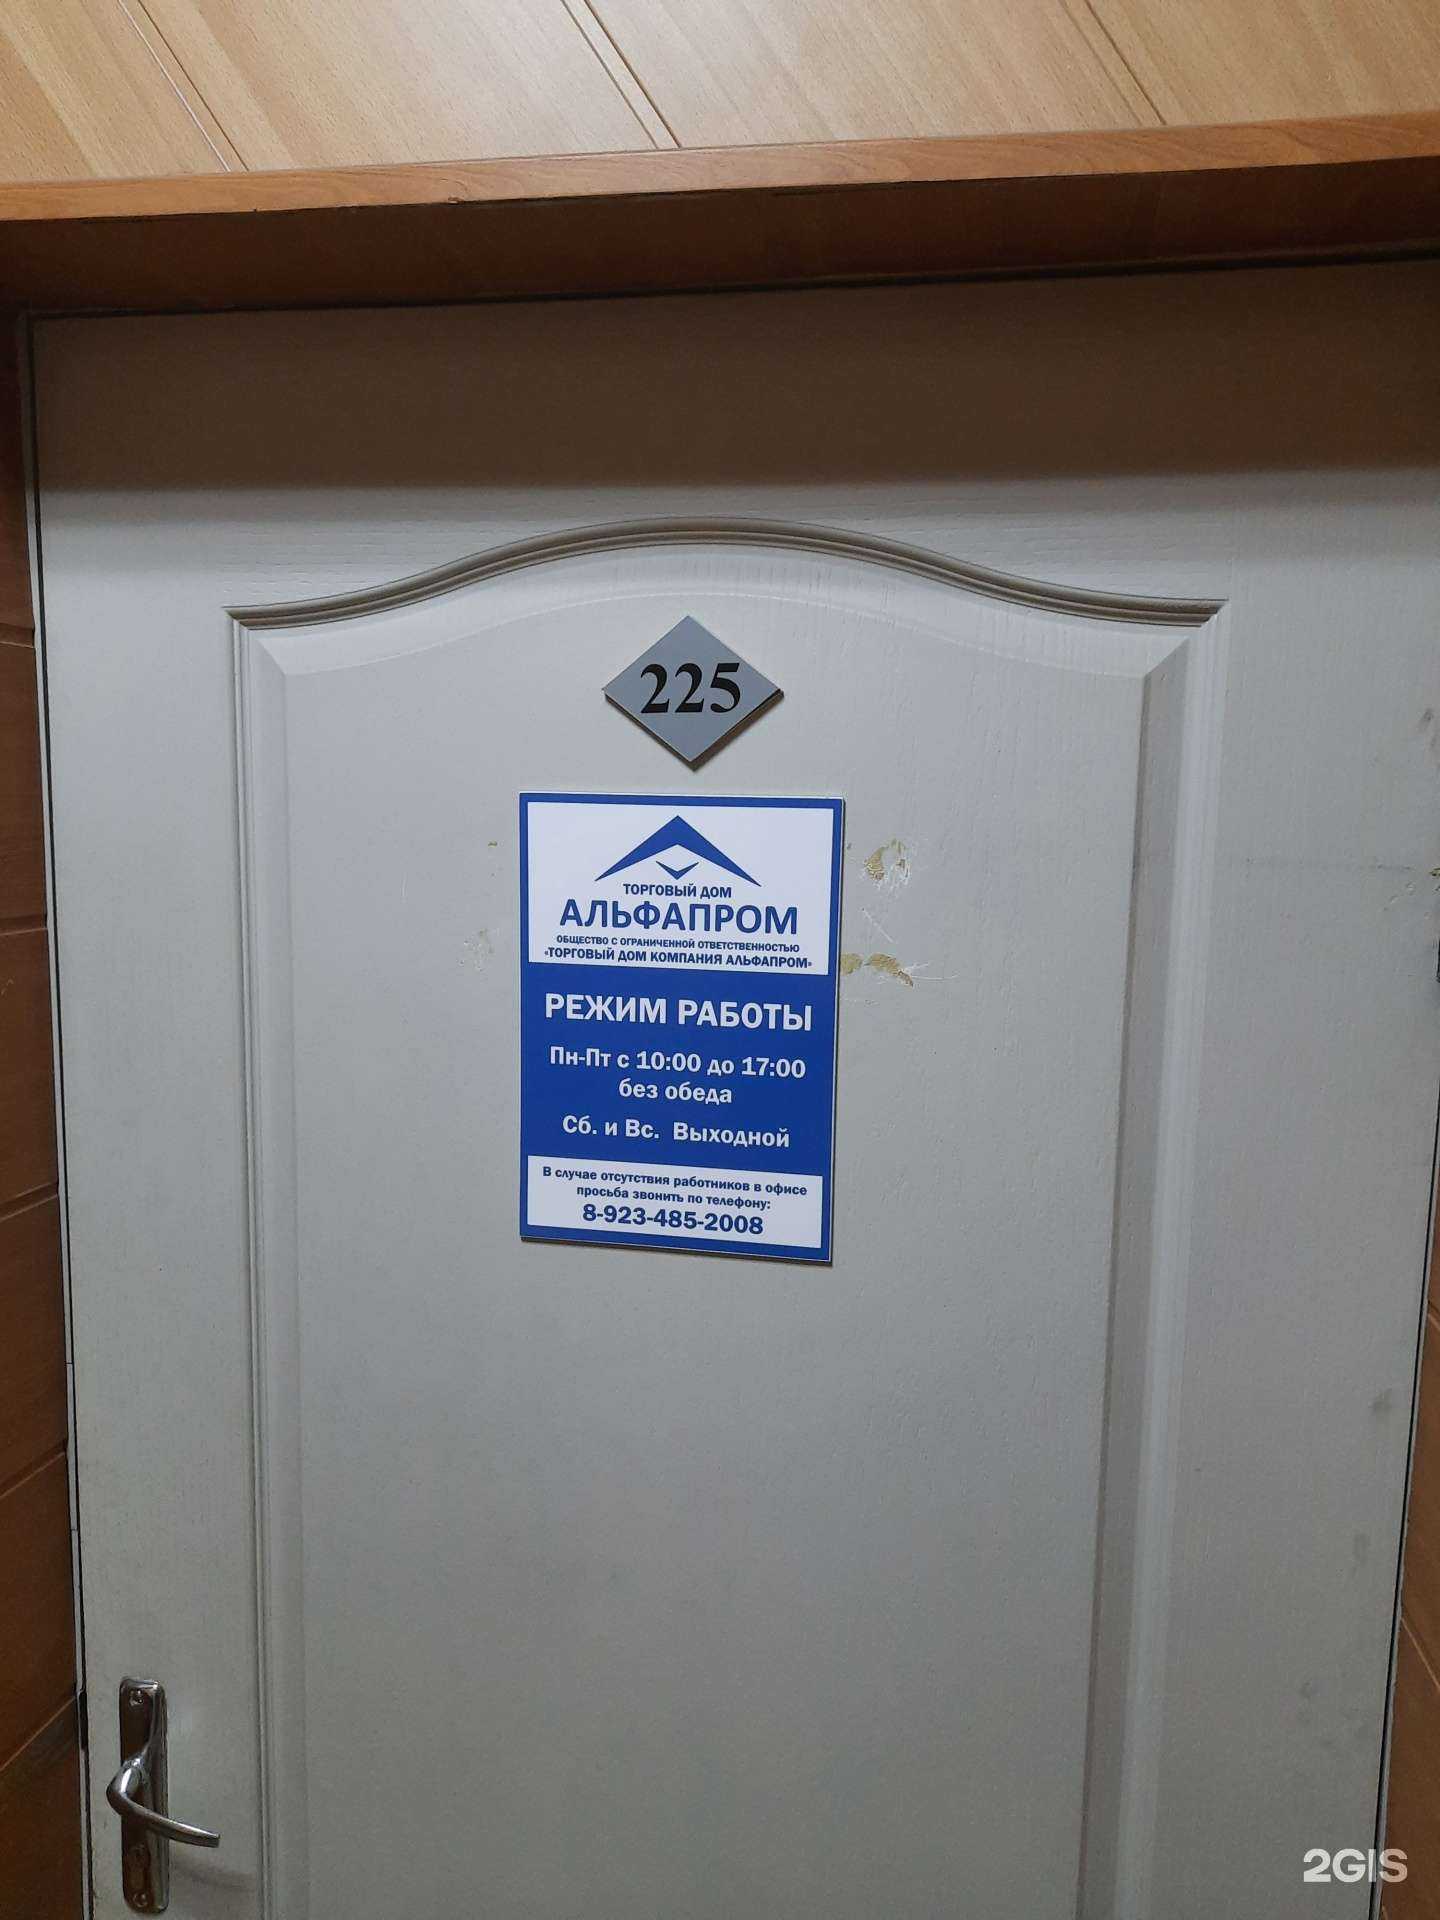 225
ТОРГОВЫЙ ДОМ
АЛЬФАПРОМ
ОБЩЕСТВО С ОГРАНИЧЕННОЙ ОТВЕТСТВЕННОСТЬЮ
«ТОРГОВЫЙ ДОМ КОМПАНИЯ АЛЬФАПРОМ»
РЕЖИМ РАБОТЫ
Пн-Пт с 10:00 до 17:00
без обеда
Сб. и Вс. Выходной
В случае отсутствия работников в офисе
просьба звонить по телефону:
8-923-485-2008
2GIS